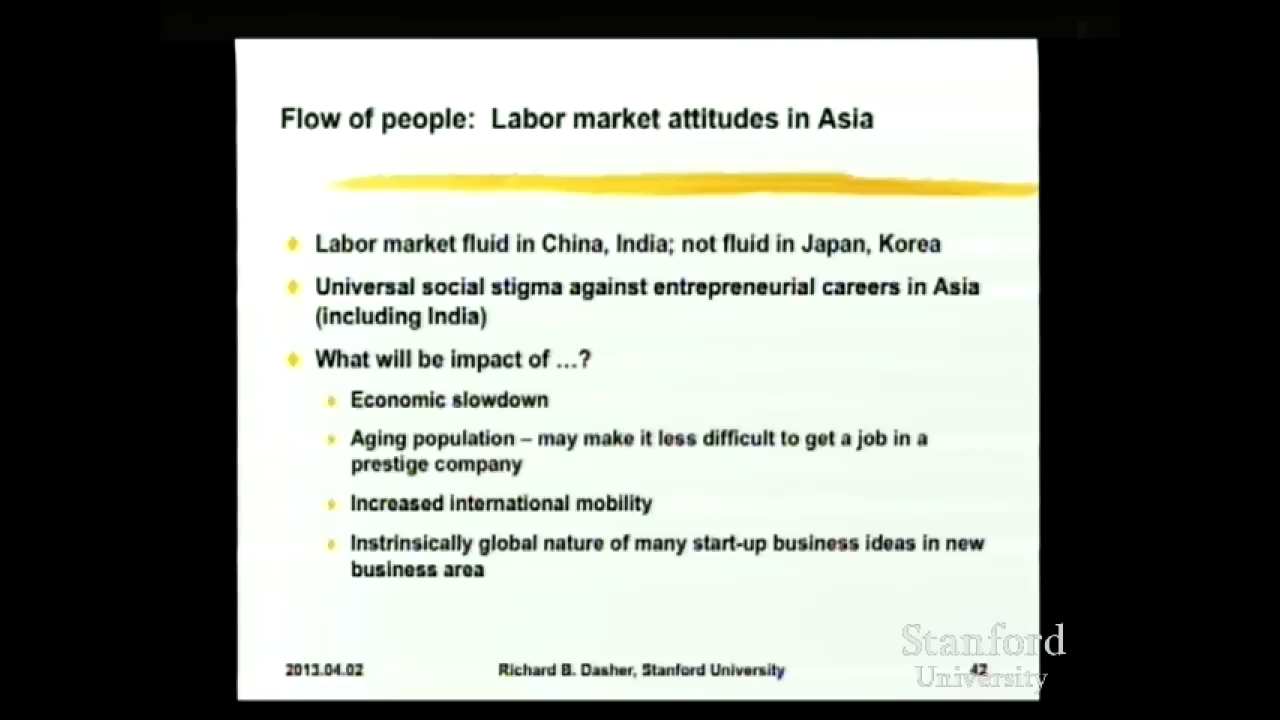 Flow of people: Labor market attitudes in Asia
Labor market fluid in China, India; not fluid in Japan, Korea
Universal social stigma against entrepreneurial careers in Asia
(including India)
What will be impact of ...?
Economic slowdown
Aging population – may make it less difficult to get a job in a
prestige company
Increased international mobility
Instrinsically global nature of many start-up business ideas in new
business area
2013.04.02
Richard B. Dasher, Stanford University
42
Stanford
University